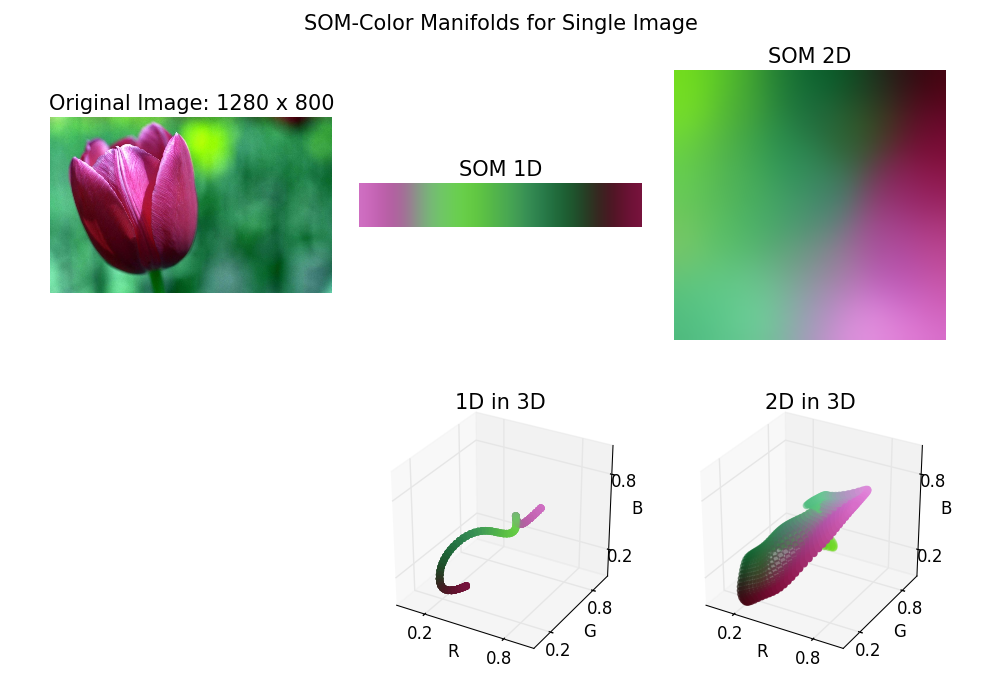 SOM-Color Manifolds for Single Image
Original Image: 1280 x 800
SOM 1D
SOM 2D
1D in 3D
0.2
R
0.8
0.2
G
0.8
0.2
B
0.8
2D in 3D
0.2
R
0.8
0.2
G
0.8
0.2
B
0.8